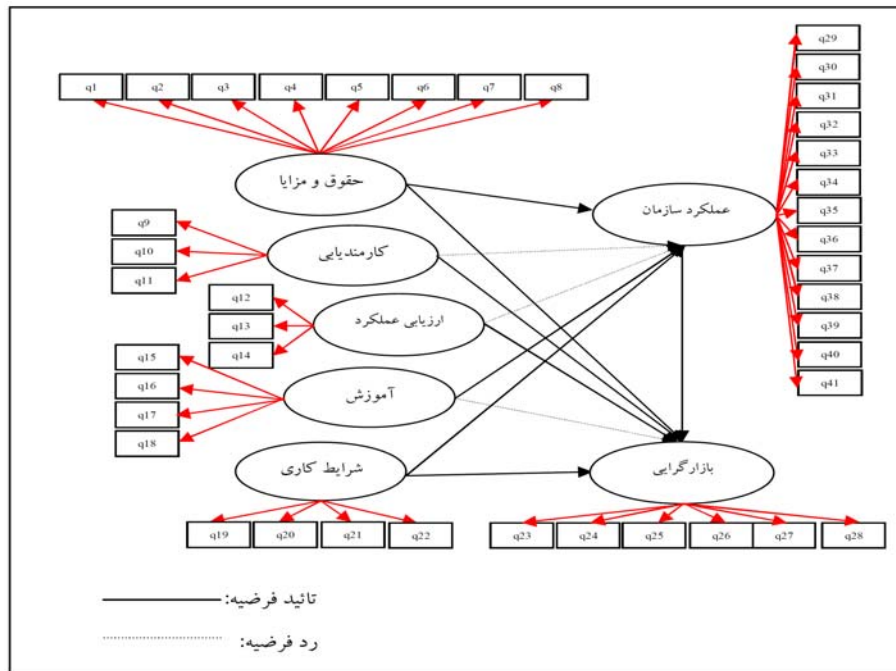 q1 q2 q3 q4 q5 q6 q7 q8
حقوق و مزایا
q9
q10
q11
کارمندیابی
q12
q13
q14
ارزیابی عملکرد
q15
q16
q17
q18
آموزش
شرایط کاری
q19 q20 q21 q22
q29
q30
q31
q32
q33
q34
q35
q36
q37
q38
q39
q40
q41
عملکرد سازمان
بازارگرایی
q23 q24 q25 q26 q27 q28
تائید فرضیه:
رد فرضیه: